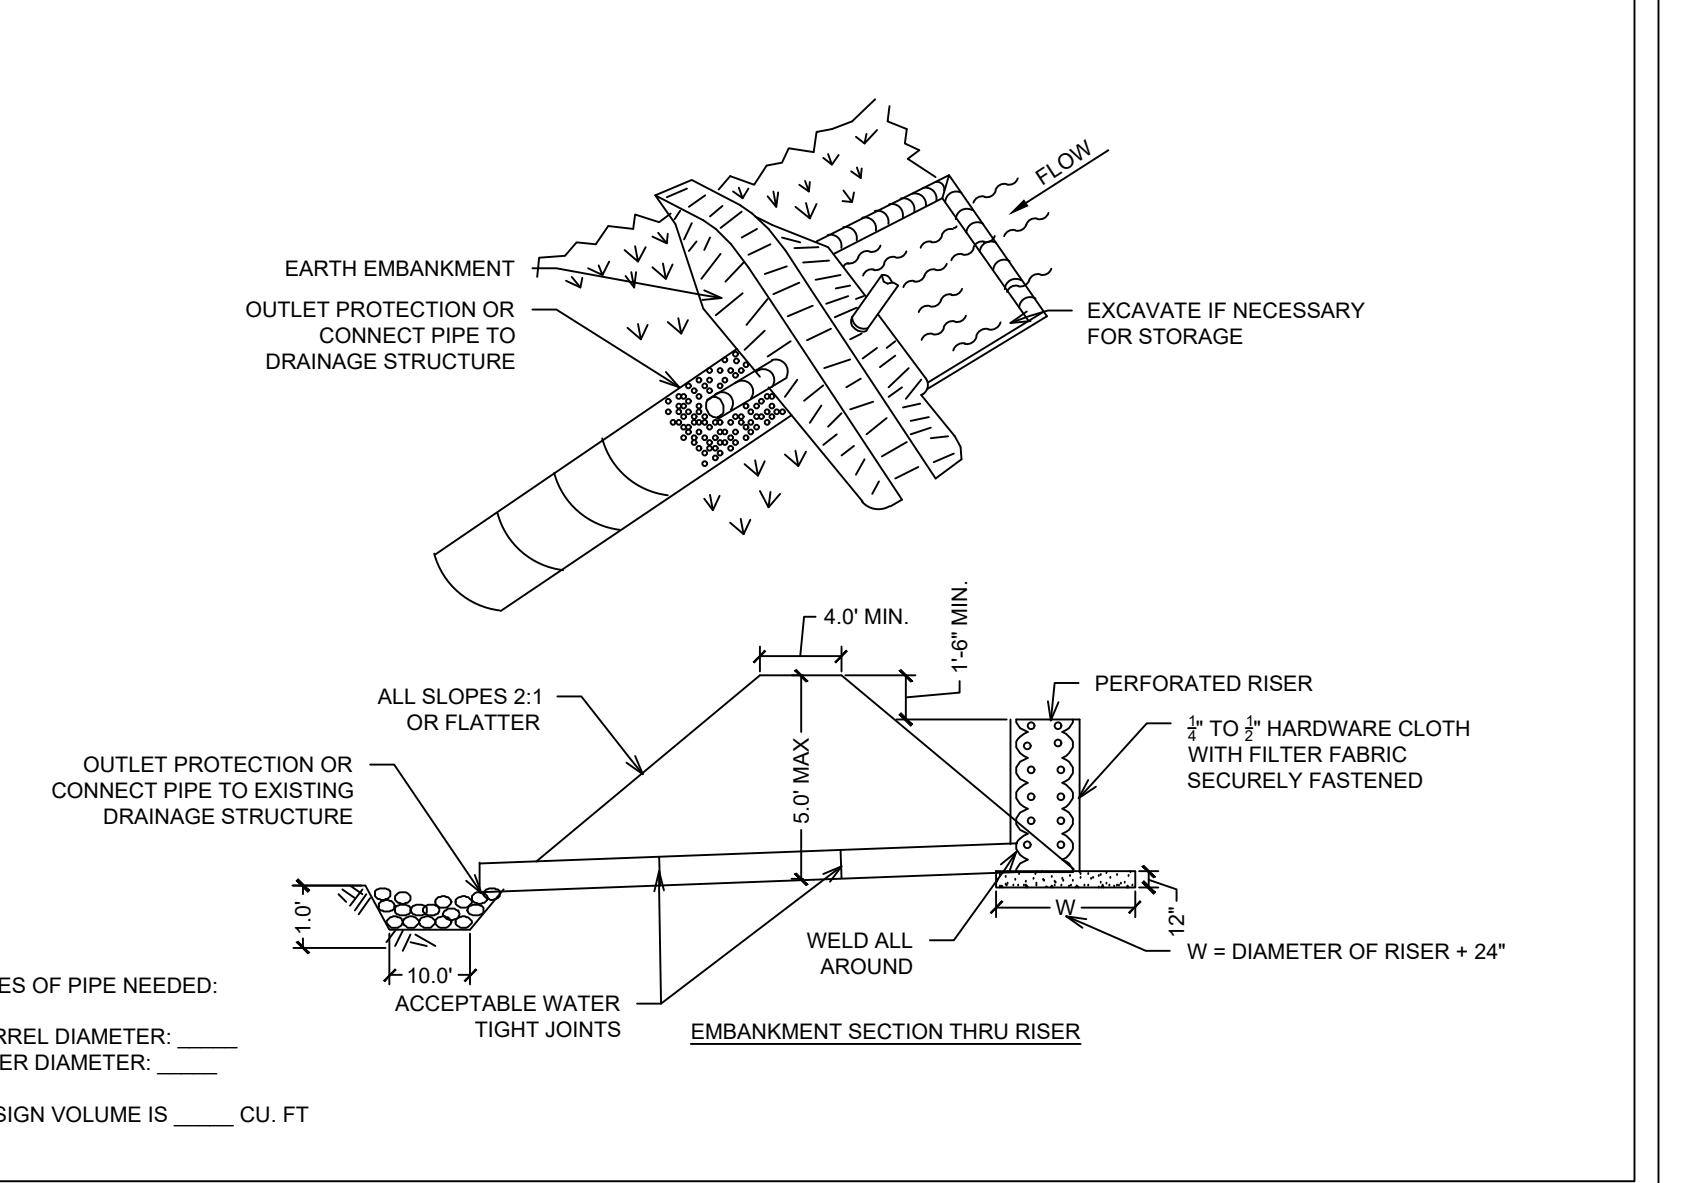 FLOW
EARTH EMBANKMENT
OUTLET PROTECTION OR
CONNECT PIPE TO
DRAINAGE STRUCTURE
EXCAVATE IF NECESSARY
FOR STORAGE
4.0' MIN.
1'-6" MIN.
ALL SLOPES 2:1
OR FLATTER
PERFORATED RISER
1/4" TO 1/2" HARDWARE CLOTH
WITH FILTER FABRIC
SECURELY FASTENED
OUTLET PROTECTION OR
CONNECT PIPE TO EXISTING
DRAINAGE STRUCTURE
5.0' MAX
1.0'
10.0'
W
12"
WELD ALL
AROUND
W = DIAMETER OF RISER + 24"
ACCEPTABLE WATER
TIGHT JOINTS
EMBANKMENT SECTION THRU RISER
ES OF PIPE NEEDED:
RREL DIAMETER: _____
ER DIAMETER: _____
SIGN VOLUME IS _____ CU. FT